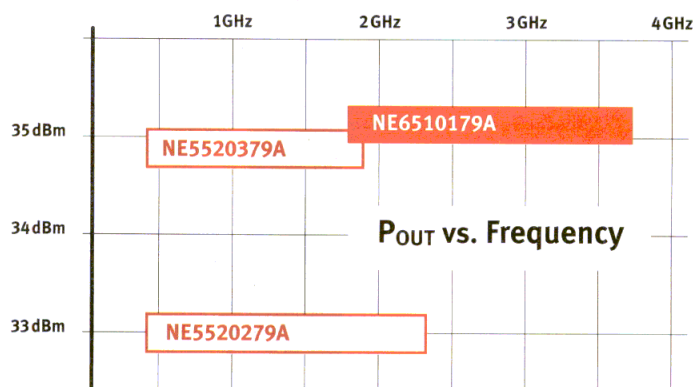 1GHz 2GHz 3GHz 4GHz
35dBm
NE6510179A
NE5520379A
34dBm
POUT vs. Frequency
33dBm
NE5520279A